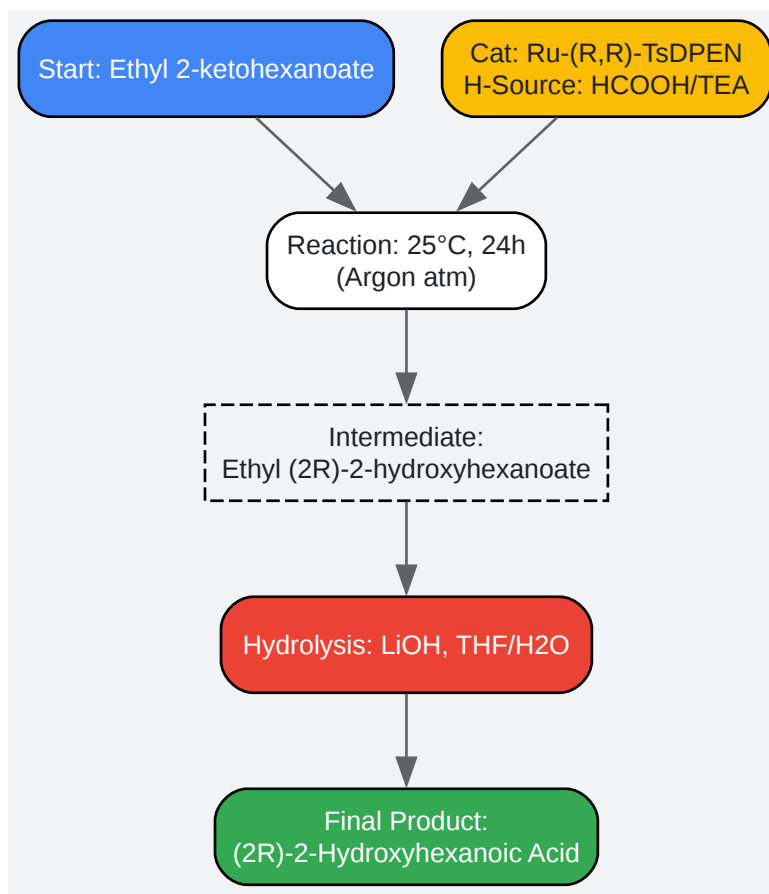 Start: Ethyl 2-ketohexanoate
Cat: Ru-(R,R)-TsDPEN
H-Source: HCOOH/TEA
Reaction: 25°C, 24h
(Argon atm)
Intermediate:
Ethyl (2R)-2-hydroxyhexanoate
Hydrolysis: LiOH, THF/H2O
Final Product:
(2R)-2-Hydroxyhexanoic Acid